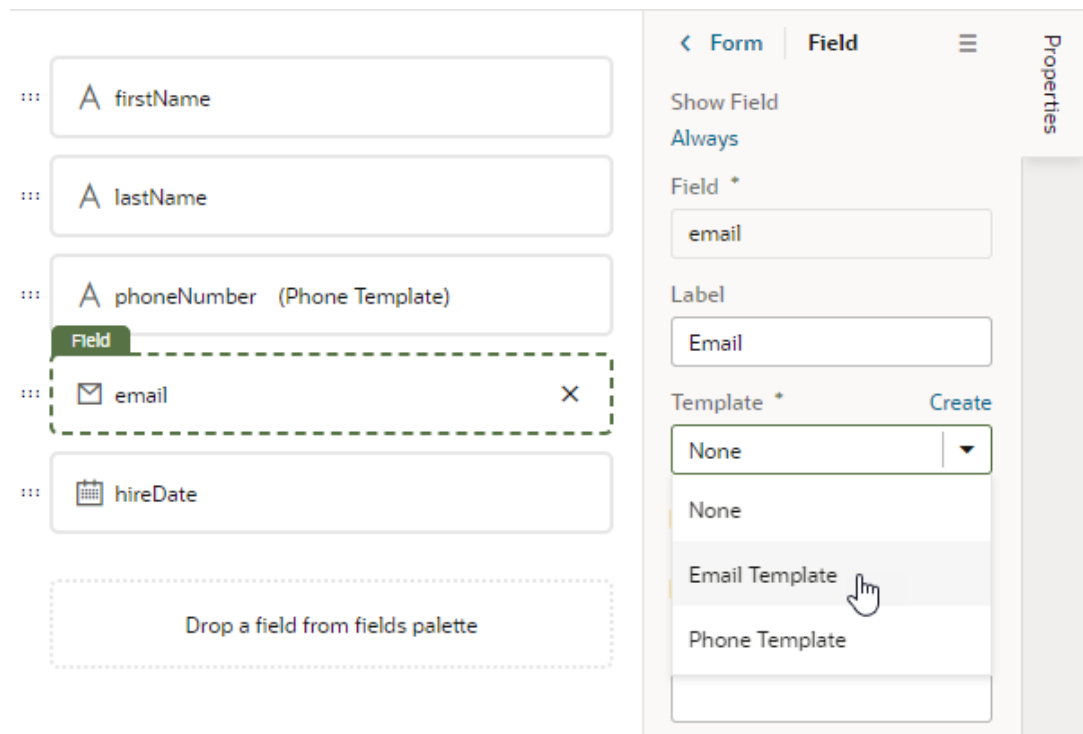 firstName
lastName
phoneNumber (Phone Template)
Field
email
hireDate
Drop a field from fields palette
Form Field
Show Field
Always
Field *
email
Label
Email
Template * Create
None
None
Email Template
Phone Template
Properties